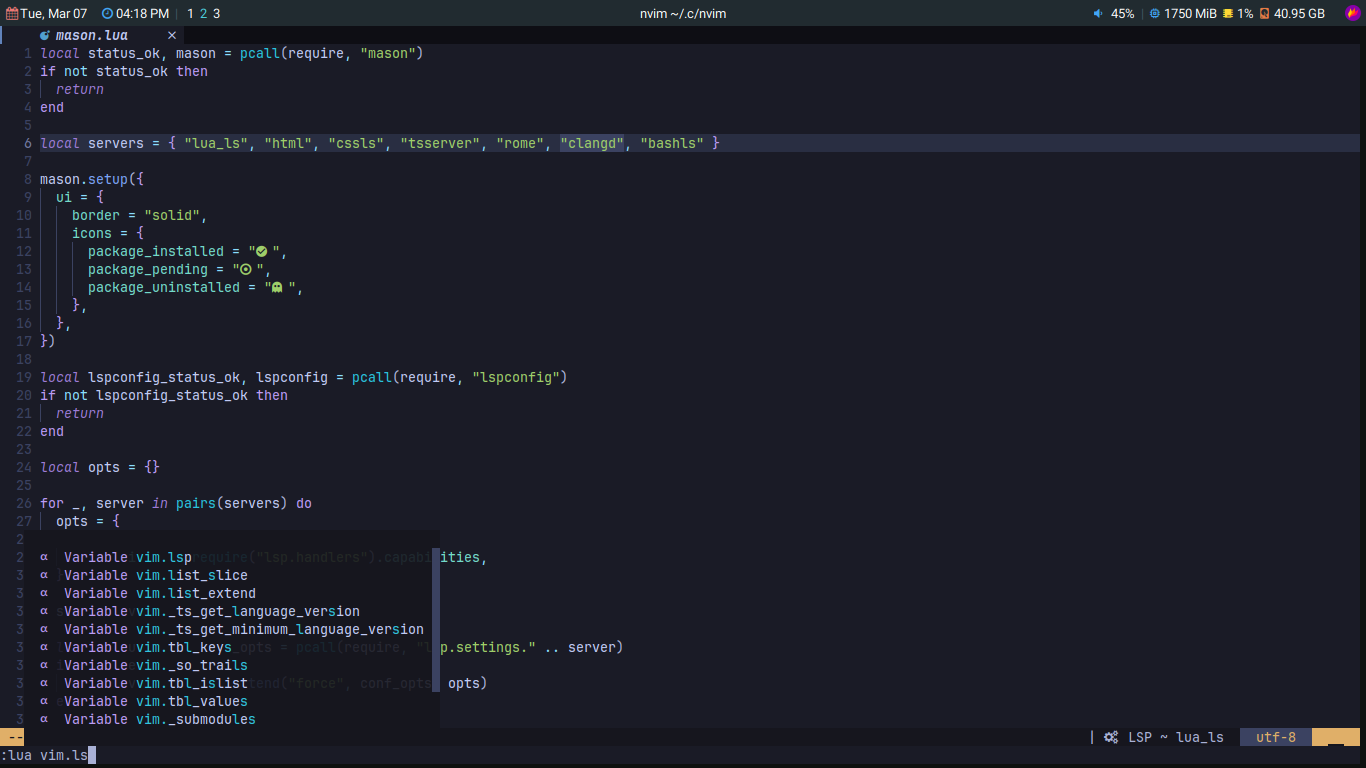 Tue, Mar 07 04:18 PM | 1 2 3 nvim ~/.c/nvim 45% | 1750 MiB 1% 40.95 GB
mason.lua ×
1 local status_ok, mason = pcall(require, "mason")
2 if not status_ok then
3 return
4 end
5
6 local servers = { "lua_ls", "html", "cssls", "tsserver", "rome", "clangd", "bashls" }
7
8 mason.setup({
9 ui = {
10 border = "solid",
11 icons = {
12 package_installed = " ",
13 package_pending = " ",
14 package_uninstalled = " ",
15 },
16 },
17 })
18
19 local lspconfig_status_ok, lspconfig = pcall(require, "lspconfig")
20 if not lspconfig_status_ok then
21 return
22 end
23
24 local opts = {}
25
26 for _, server in pairs(servers) do
27 opts = {
2
2 α Variable vim.lsp require("lsp.handlers").capabilities,
3 α Variable vim.list_slice
3 α Variable vim.list_extend
3 α Variable vim._ts_get_language_version
3 α Variable vim._ts_get_minimum_language_version
3 α Variable vim.tbl_keys _opts = pcall(require, "lsp.settings." .. server)
3 α Variable vim._so_trails
3 α Variable vim.tbl_islist tend("force", conf_opts, opts)
3 α Variable vim.tbl_values
3 α Variable vim._submodules
-- | LSP ~ lua_ls utf-8
:lua vim.ls